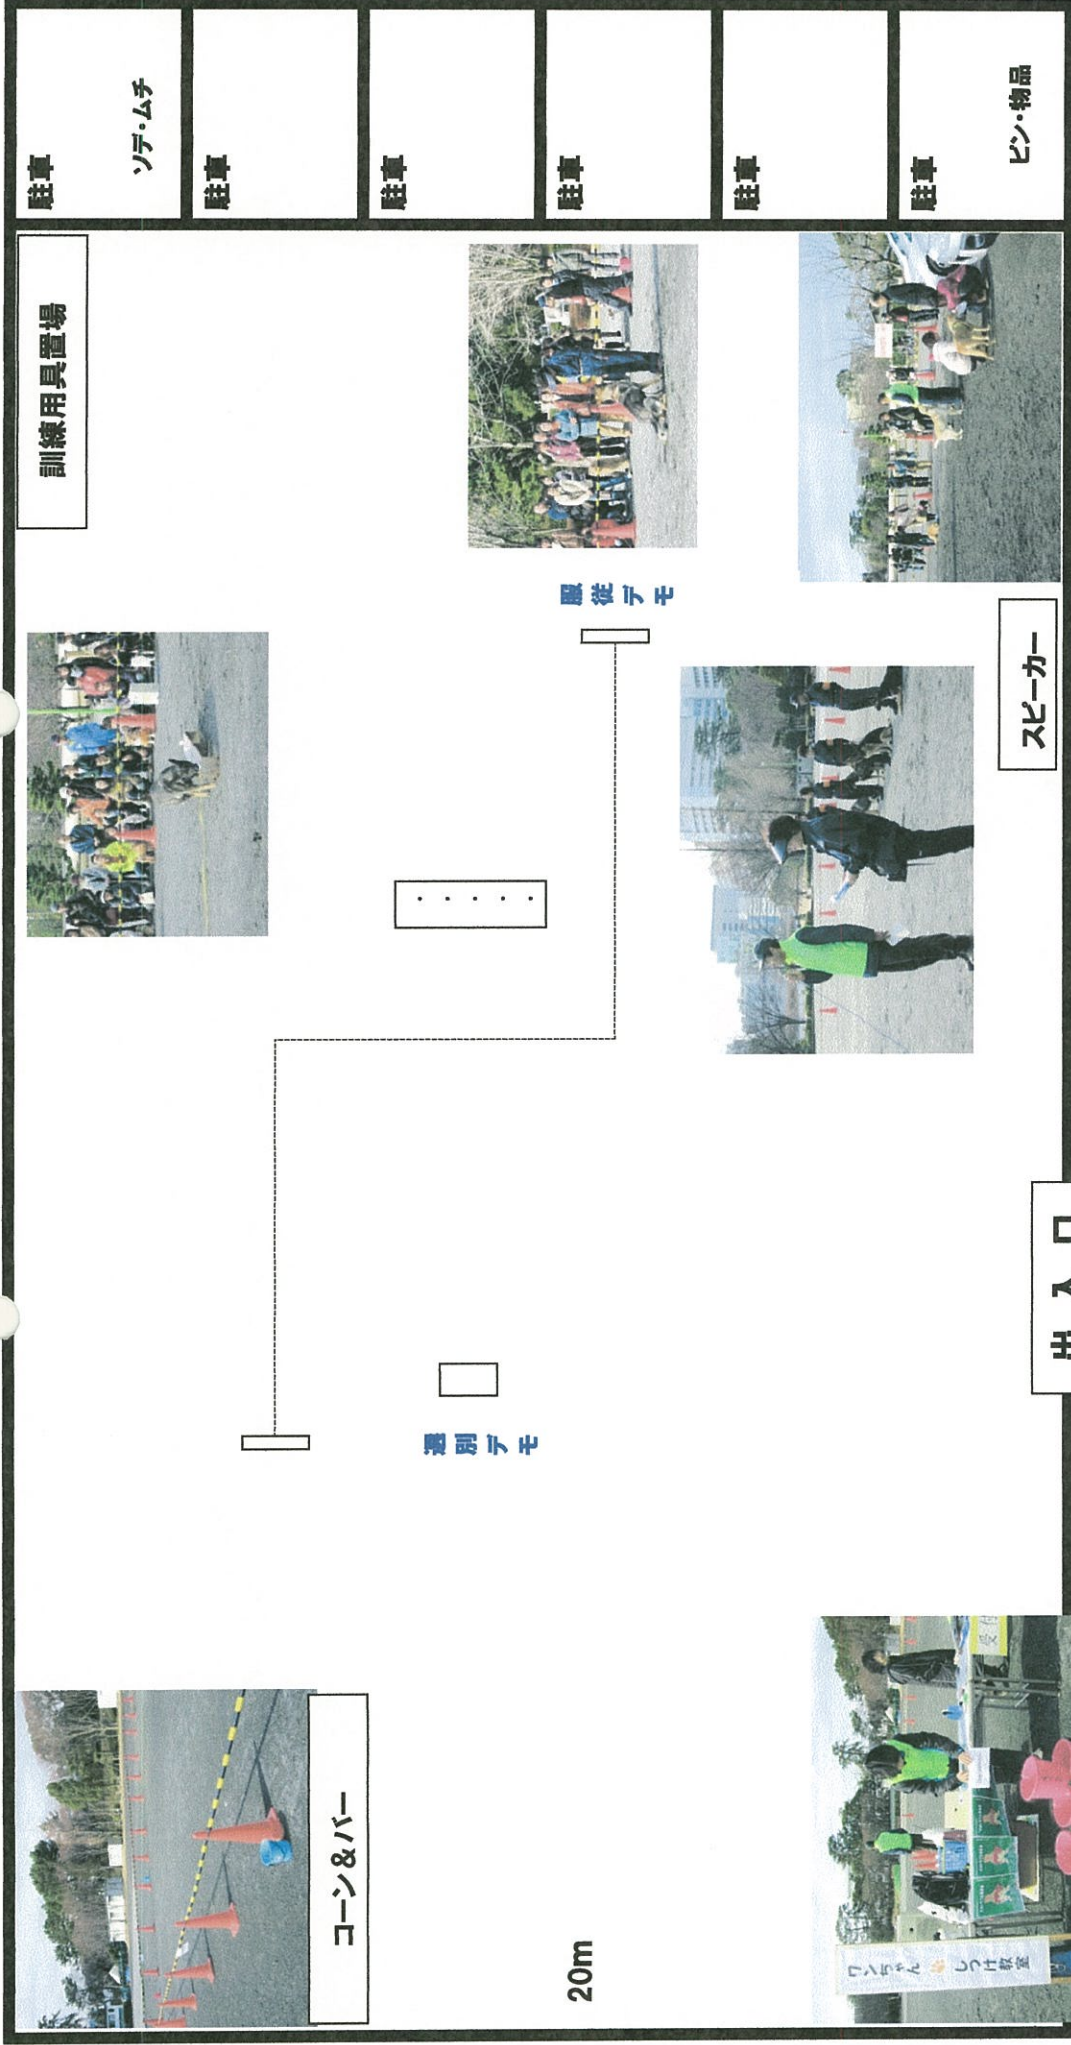 コーン&バー
訓練用具置場
駐車
ソデ・ムチ
駐車
駐車
選別デモ
服従デモ
駐車
20m
駐車
駐車
ピン・物品
スピーカー
出入口
ワンちゃん
しつけ教室
受付